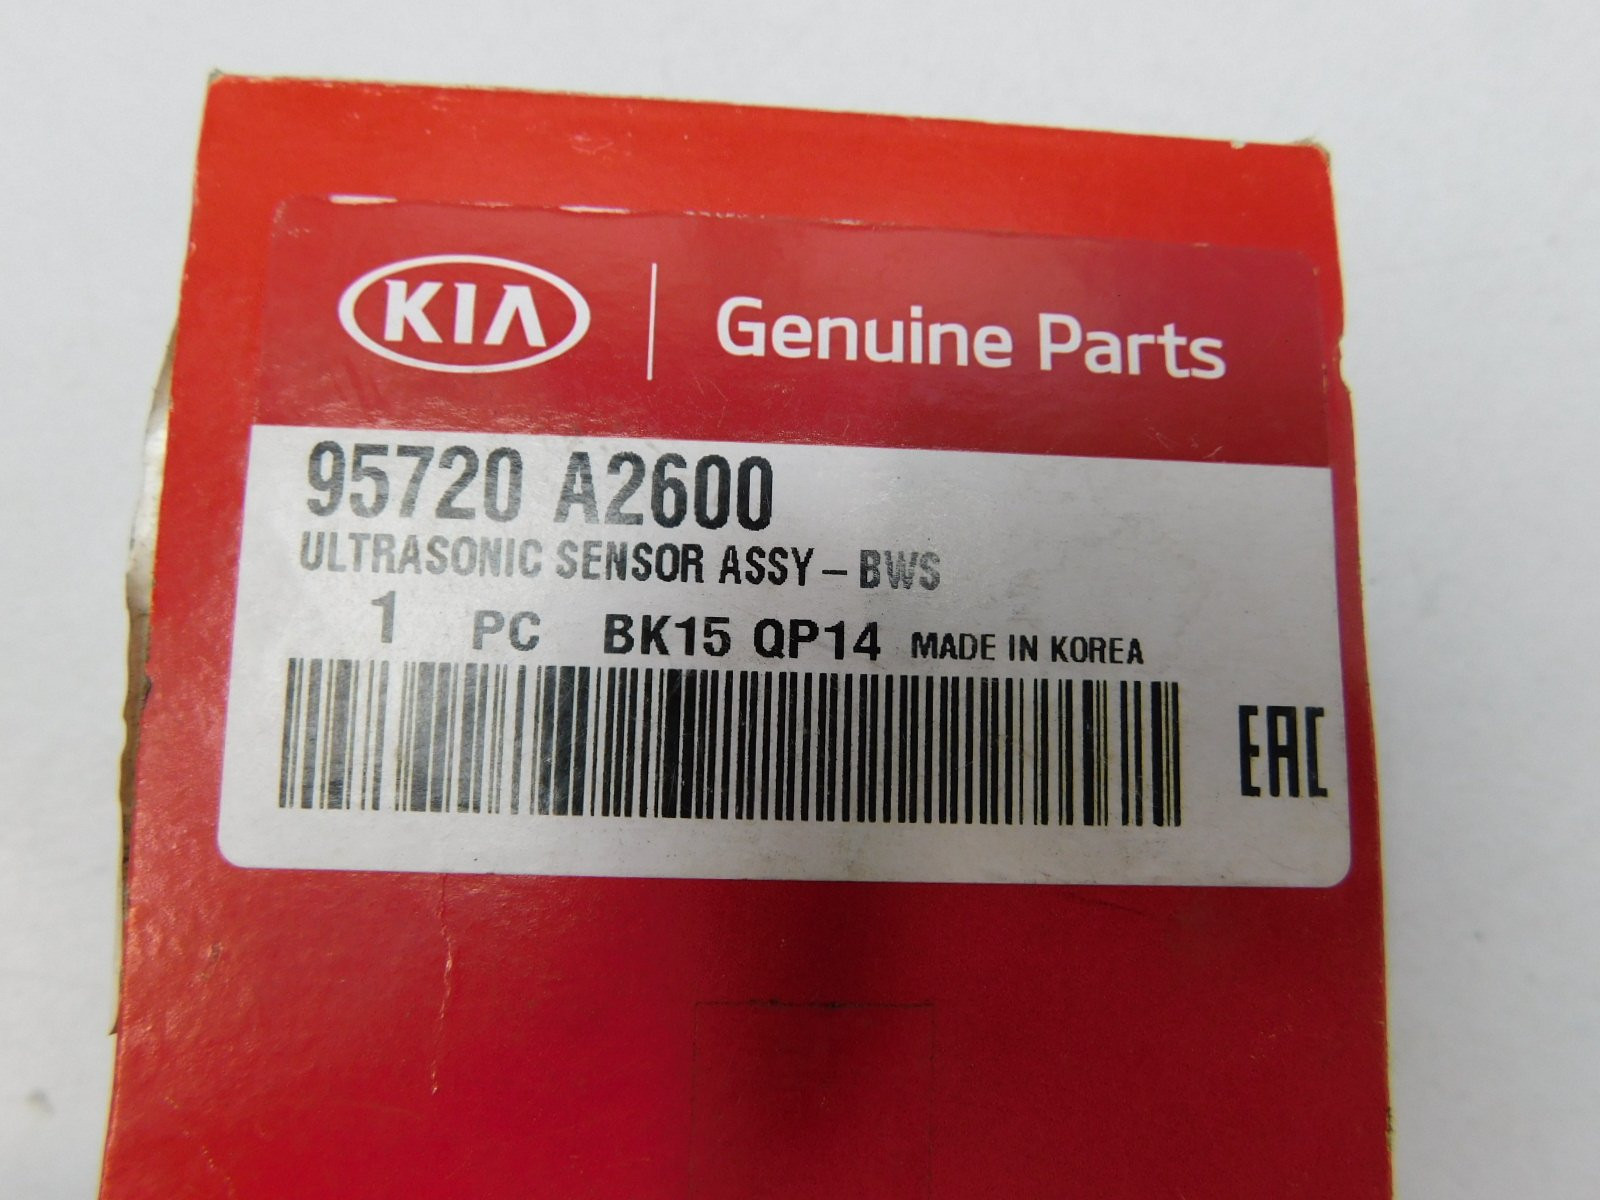 KIA Genuine Parts
95720 A2600
ULTRASONIC SENSOR ASSY-BWS
1 PC BK15 QP14 MADE IN KOREA
EAC